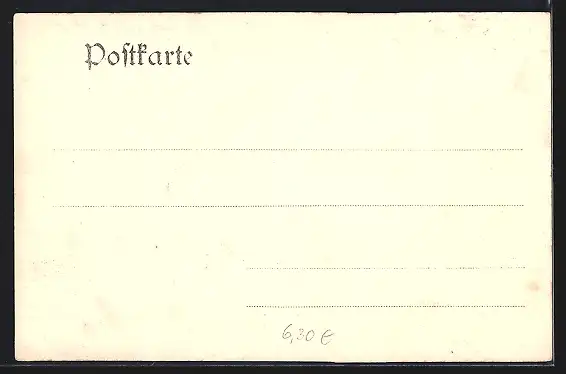 Poſtkarte
6,30 €